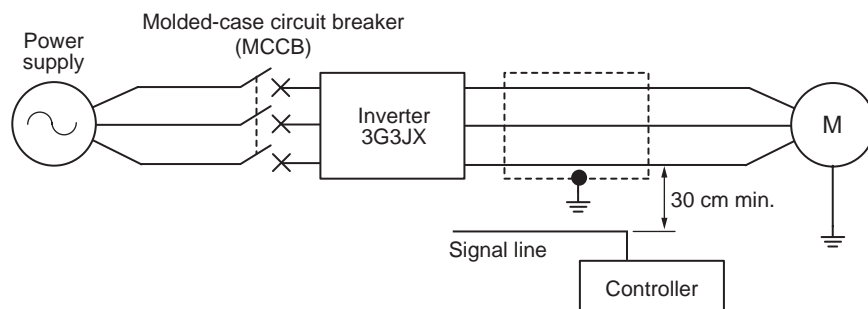 Molded-case circuit breaker
(MCCB)
Power
supply
Inverter
3G3JX
M
30 cm min.
Signal line
Controller